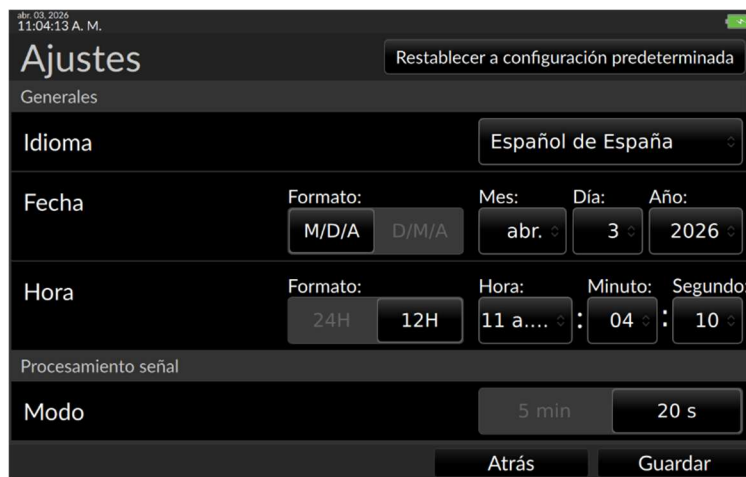 abr. 03, 2026
11:04:13 A. M.
Ajustes
Restablecer a configuración predeterminada
Generales
Idioma
Español de España
Fecha
Formato: Mes: Día: Año:
M/D/A D/M/A abr. 3 2026
Hora
Formato: Hora: Minuto: Segundo:
24H 12H 11 a.... : 04 : 10
Procesamiento señal
Modo
5 min 20 s
Atrás Guardar